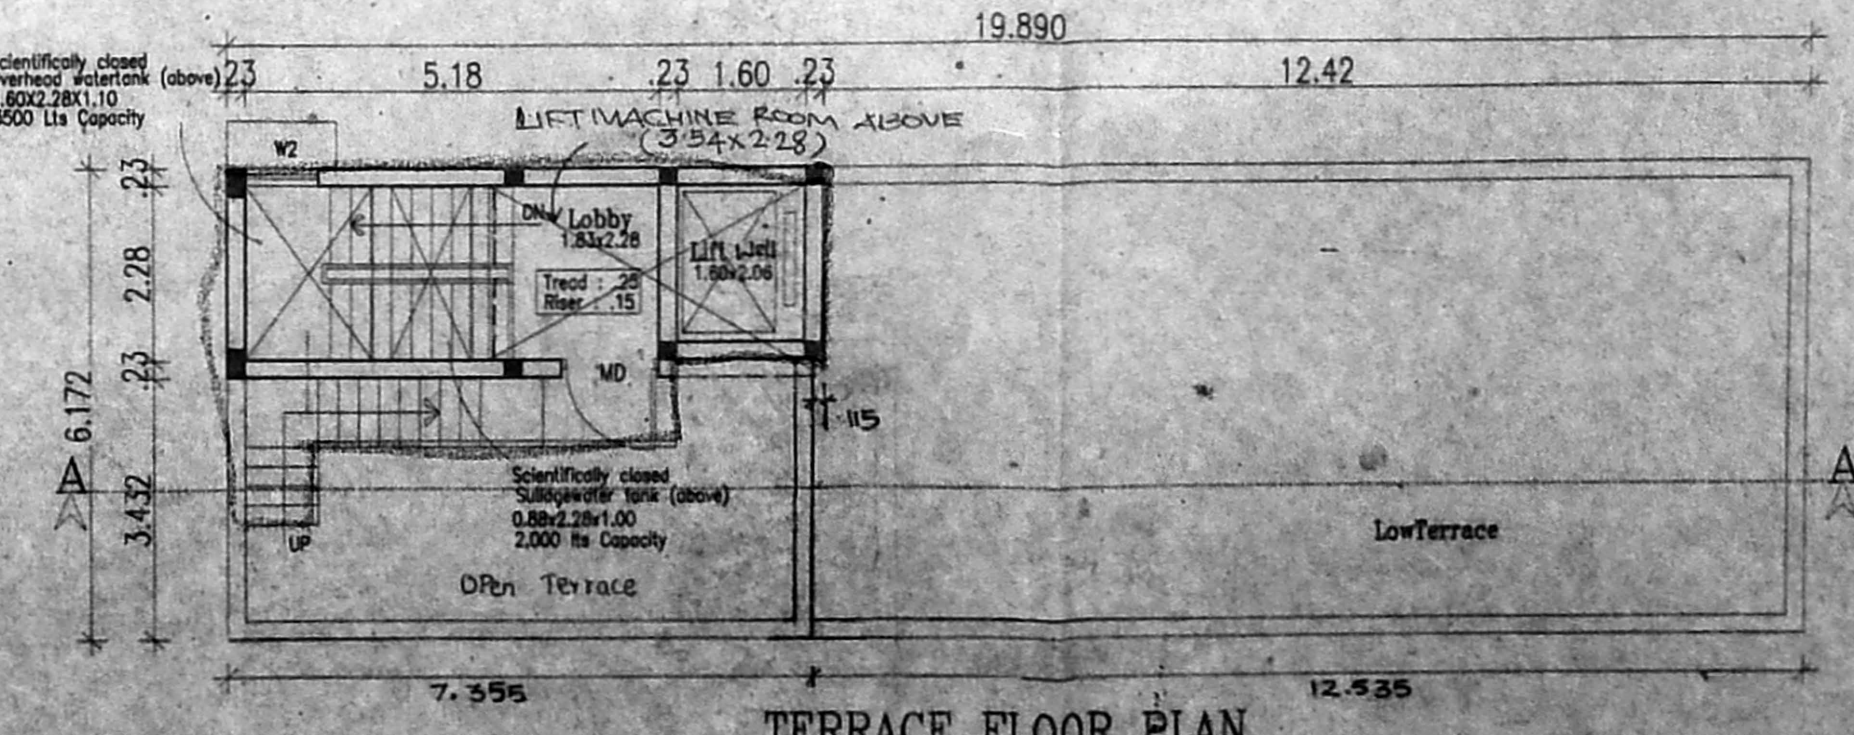 19.890
.23 5.18 .23 1.60 .23 12.42
cientifically closed
verhead watertank (above)
.60X2.28X1.10
500 Lts Capacity
LIFT MACHINE ROOM ABOVE
(3.54X2.28)
W2
.23
2.28
.23
6.172
3.432
DN
Lobby
1.83x2.28
Lift Well
1.60x2.06
Tread : .25
Riser : .15
MD
.115
A
A
Scientifically closed
Sullagewater tank (above)
0.88x2.28x1.00
2.000 lts Capacity
UP
OPen Terrace
LowTerrace
7.355
12.535
TERRACE FLOOR PLAN